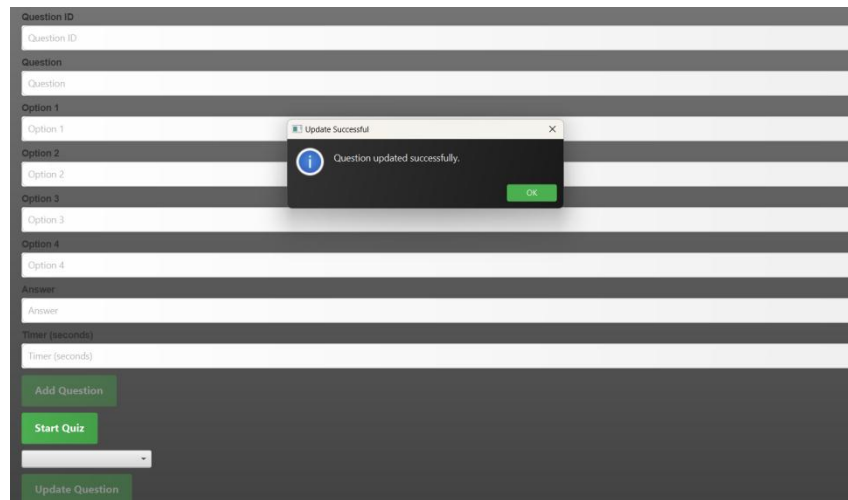 Question ID
Question ID
Question
Question
Option 1
Option 1
Update Successful
Question updated successfully.
OK
Option 2
Option 2
Option 3
Option 3
Option 4
Option 4
Answer
Answer
Timer (seconds)
Timer (seconds)
Add Question
Start Quiz
Update Question